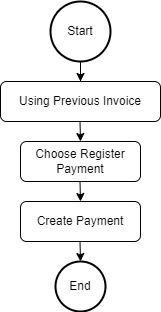 Start
Using Previous Invoice
Choose Register
Payment
Create Payment
End